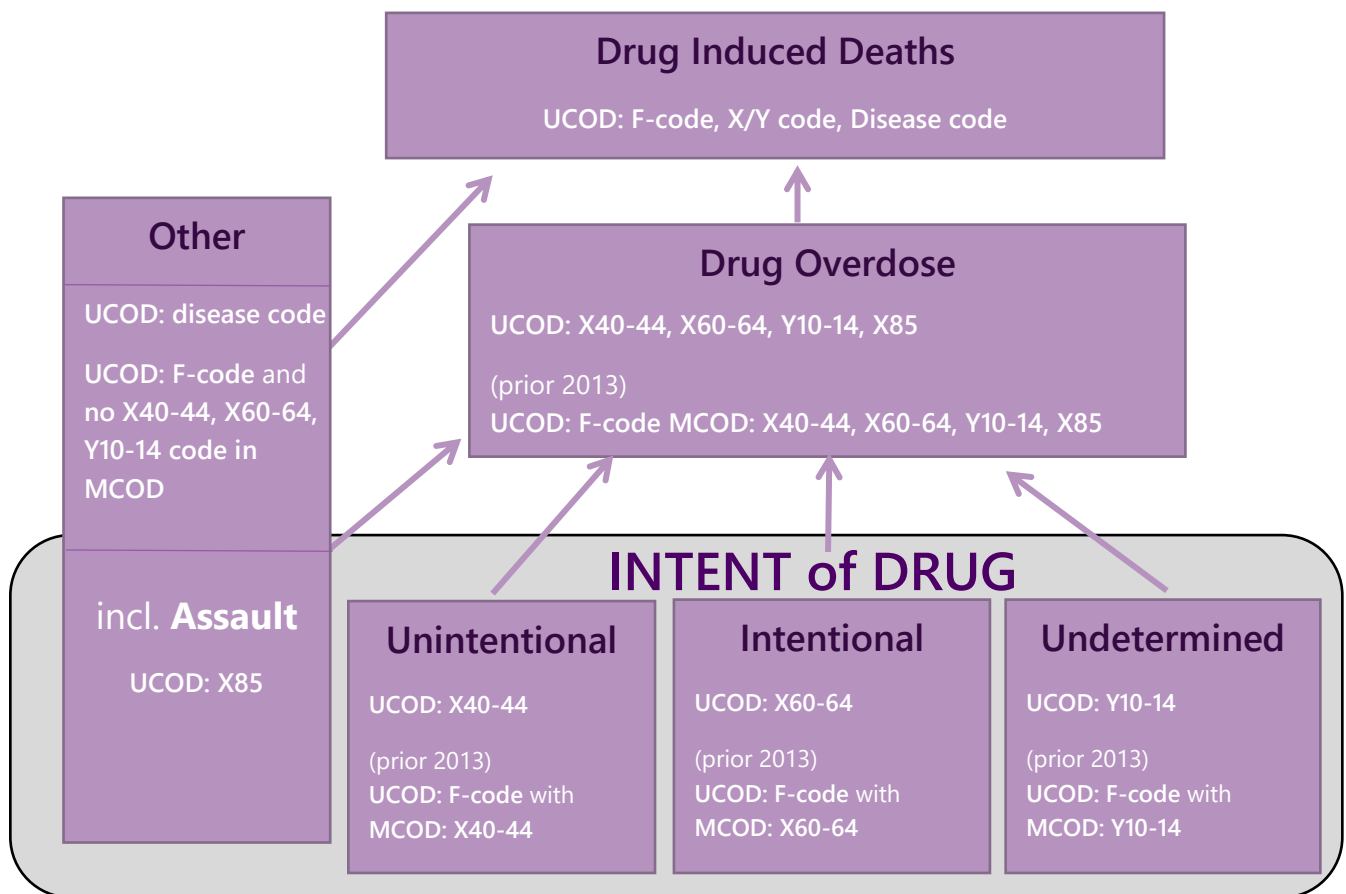 Drug Induced Deaths
UCOD: F-code, X/Y code, Disease code
Other
UCOD: disease code
UCOD: F-code and
no X40-44, X60-64,
Y10-14 code in
MCOD
incl. Assault
UCOD: X85
Drug Overdose
UCOD: X40-44, X60-64, Y10-14, X85
(prior 2013)
UCOD: F-code MCOD: X40-44, X60-64, Y10-14, X85
INTENT of DRUG
Unintentional
UCOD: X40-44
(prior 2013)
UCOD: F-code with
MCOD: X40-44
Intentional
UCOD: X60-64
(prior 2013)
UCOD: F-code with
MCOD: X60-64
Undetermined
UCOD: Y10-14
(prior 2013)
UCOD: F-code with
MCOD: Y10-14